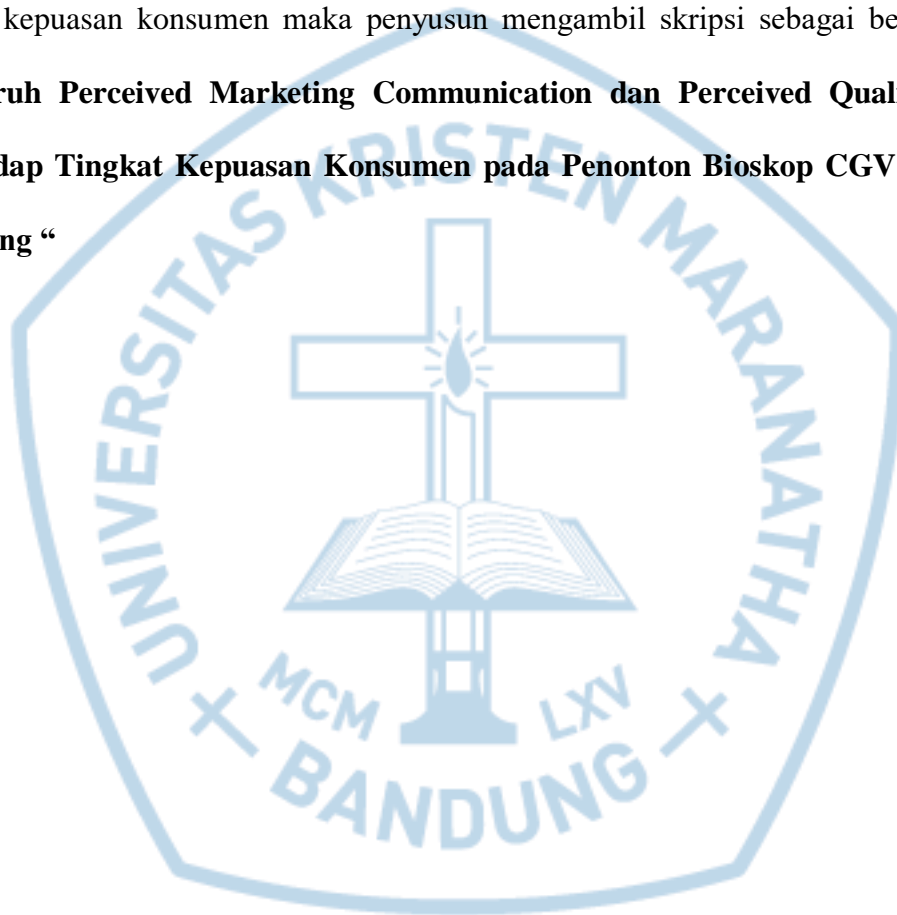 kepuasan konsumen maka penyusun mengambil skripsi sebagai be
ruh Perceived Marketing Communication dan Perceived Quali
dap Tingkat Kepuasan Konsumen pada Penonton Bioskop CGV
ng “
UNIVERSITAS KRISTEN MARANATHA
MCM LXV
BANDUNG